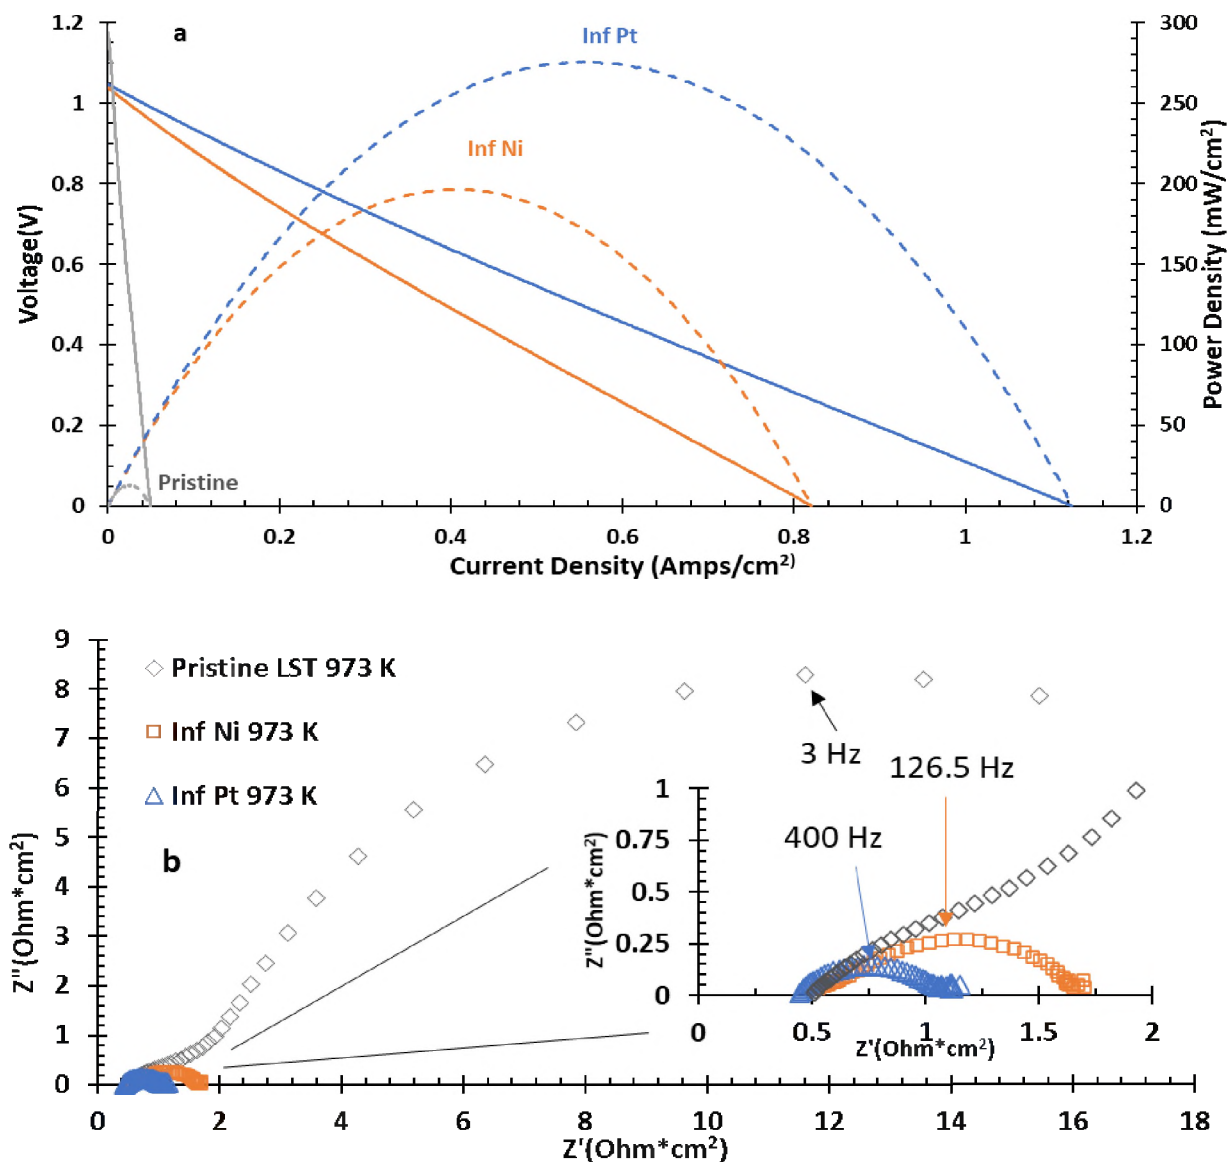 a
Inf Pt
Inf Ni
Pristine
1.2
1
0.8
0.6
0.4
0.2
0
Voltage(V)
300
250
200
150
100
50
0
Power Density (mW/cm²)
0 0.2 0.4 0.6 0.8 1 1.2
Current Density (Amps/cm²⁾
9
8
7
6
5
4
3
2
1
0
Z"(Ohm*cm²)
Pristine LST 973 K
Inf Ni 973 K
Inf Pt 973 K
b
3 Hz
126.5 Hz
400 Hz
1
0.75
0.5
0.25
0
Z"(Ohm*cm²)
0 0.5 1 1.5 2
Z'(Ohm*cm²)
0 2 4 6 8 10 12 14 16 18
Z'(Ohm*cm²)